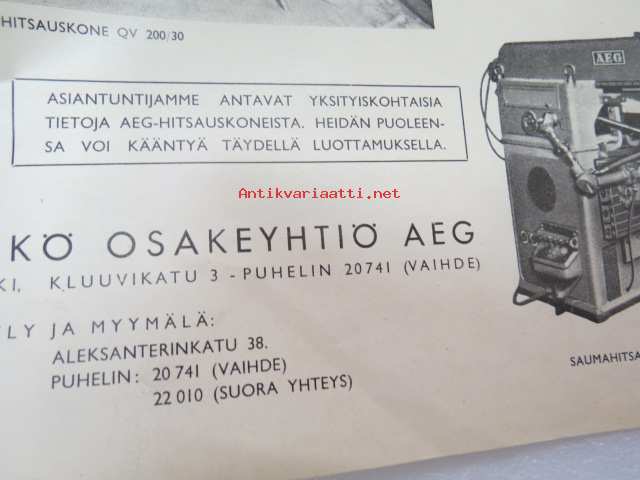 HITSAUSKONE QV 200/30
AEG
ASIANTUNTIJAMME ANTAVAT YKSITYISKOHTAISIA
TIETOJA AEG-HITSAUSKONEISTA. HEIDÄN PUOLEEN-
SA VOI KÄÄNTYÄ TÄYDELLÄ LUOTTAMUKSELLA.
Antikvariaatti.net
KÖ OSAKEYHTIÖ AEG
KI, KLUUVIKATU 3 - PUHELIN 20741 (VAIHDE)
LY JA MYYMÄLÄ:
ALEKSANTERINKATU 38.
PUHELIN: 20 741 (VAIHDE)
22 010 (SUORA YHTEYS)
SAUMAHITSA